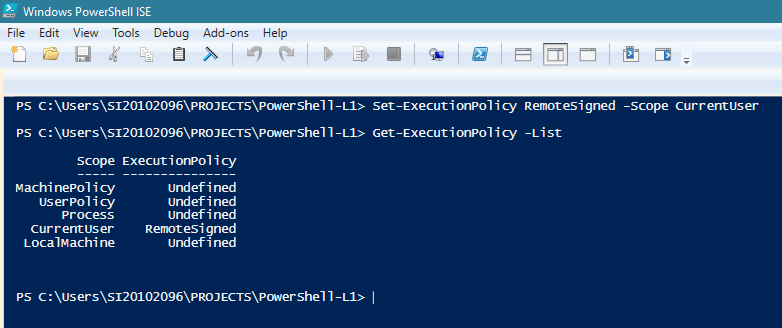 Windows PowerShell ISE
File Edit View Tools Debug Add-ons Help
PS C:\Users\SI20102096\PROJECTS\PowerShell-L1> Set-ExecutionPolicy RemoteSigned -Scope CurrentUser
PS C:\Users\SI20102096\PROJECTS\PowerShell-L1> Get-ExecutionPolicy -List
Scope ExecutionPolicy
----- ---------------
MachinePolicy Undefined
UserPolicy Undefined
Process Undefined
CurrentUser RemoteSigned
LocalMachine Undefined
PS C:\Users\SI20102096\PROJECTS\PowerShell-L1>